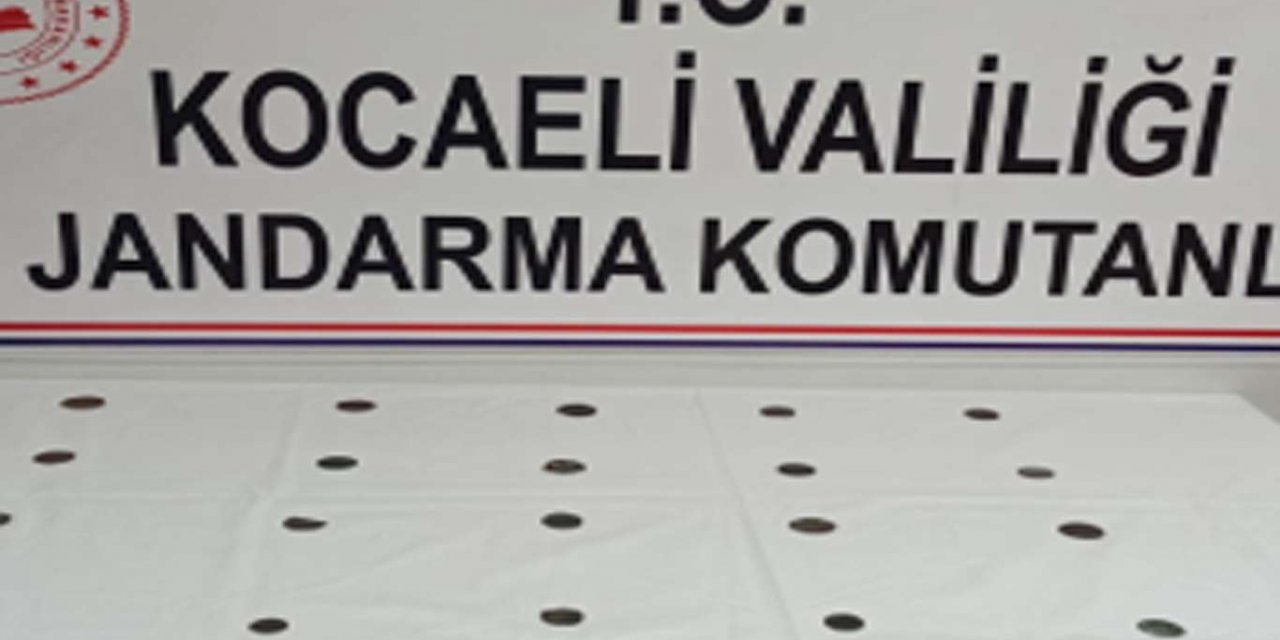 T.C.
KOCAELİ VALİLİĞİ
JANDARMA KOMUTANL